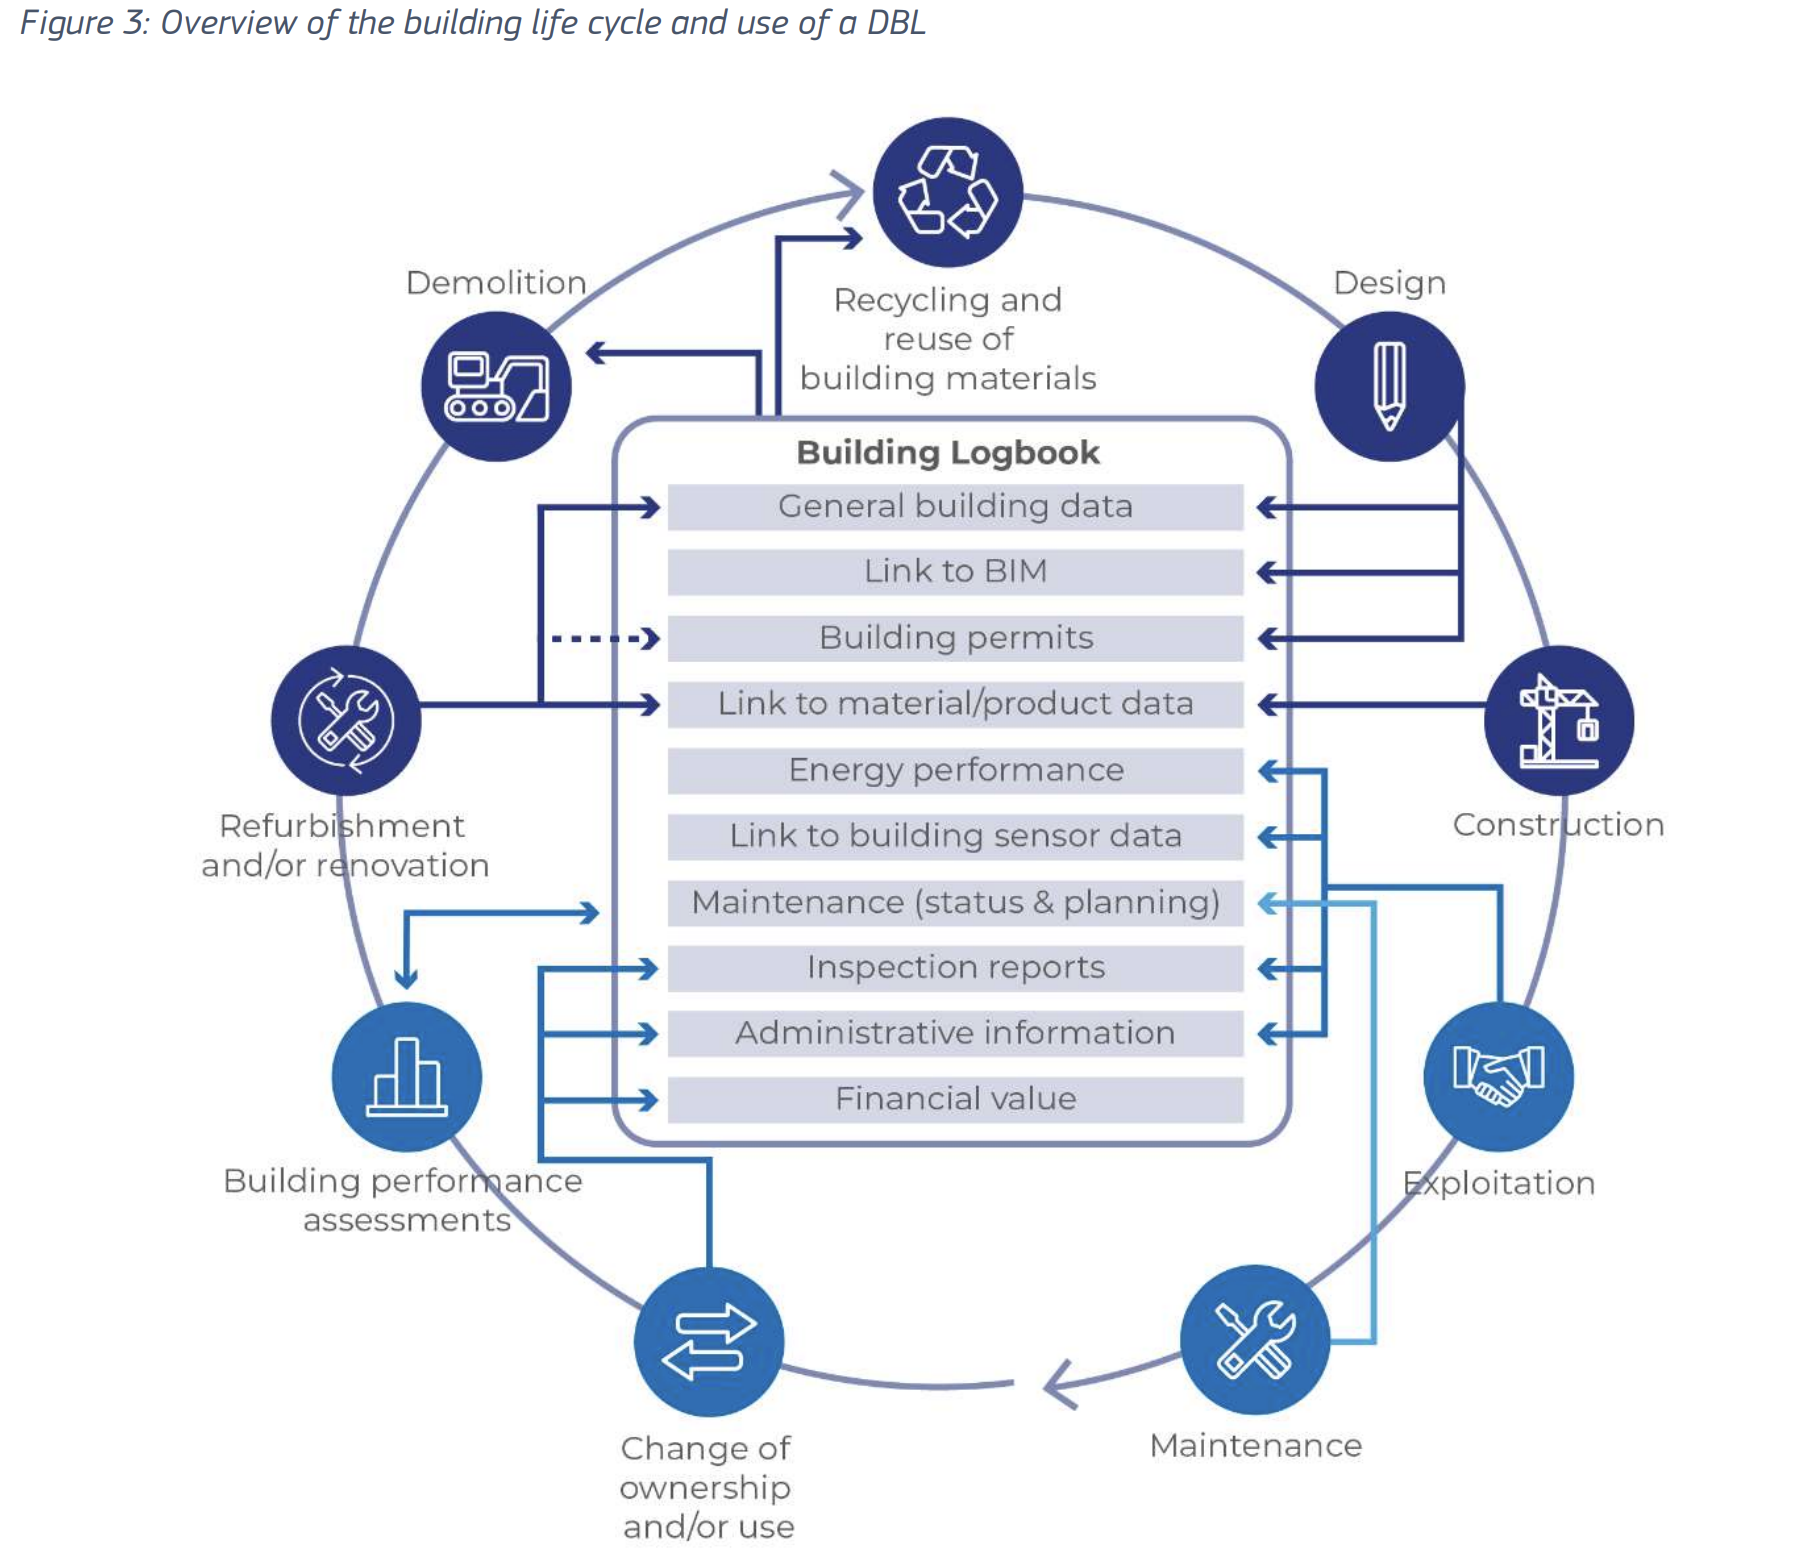 Figure 3: Overview of the building life cycle and use of a DBL
Recycling and
reuse of
building materials
Demolition
Design
Building Logbook
General building data
Link to BIM
Building permits
Link to material/product data
Energy performance
Link to building sensor data
Maintenance (status & planning)
Inspection reports
Administrative information
Financial value
Construction
Refurbishment
and/or renovation
Exploitation
Building performance
assessments
Maintenance
Change of
ownership
and/or use